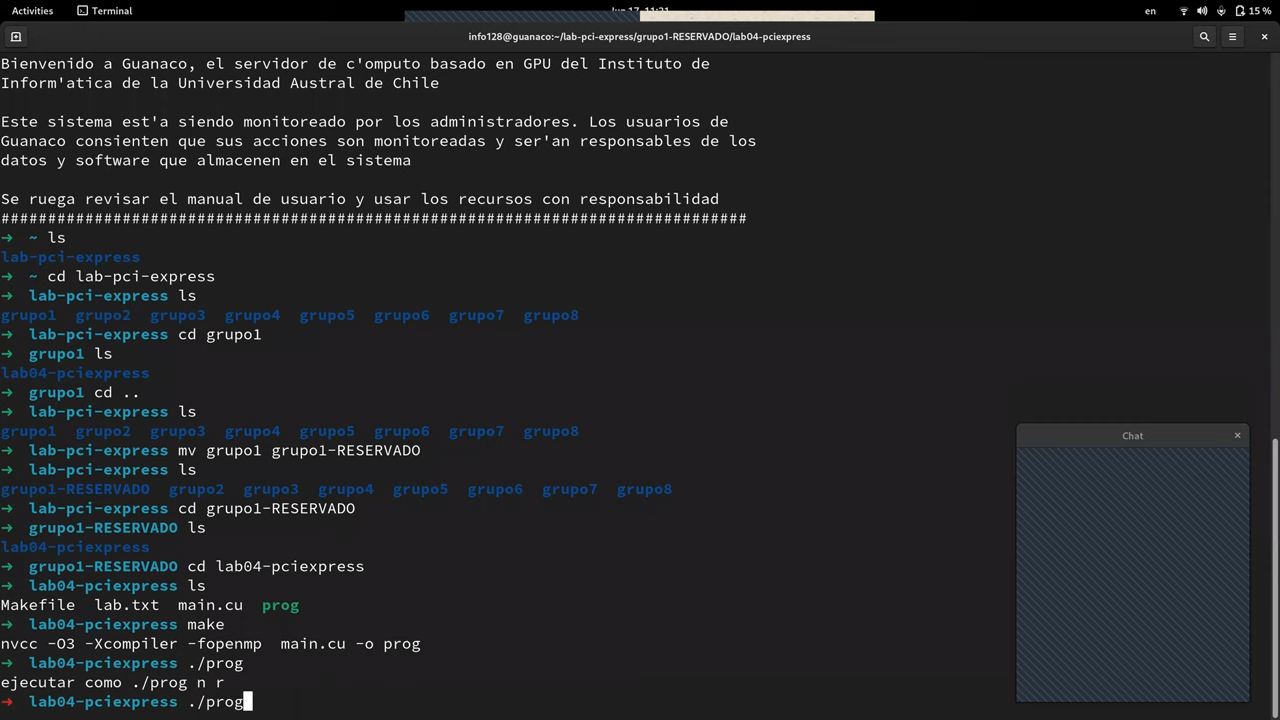 Activities Terminal en 15 %
info128@guanaco:~/lab-pci-express/grupo1-RESERVADO/lab04-pciexpress
Bienvenido a Guanaco, el servidor de c'omputo basado en GPU del Instituto de
Inform'atica de la Universidad Austral de Chile
Este sistema est'a siendo monitoreado por los administradores. Los usuarios de
Guanaco consienten que sus acciones son monitoreadas y ser'an responsables de los
datos y software que almacenen en el sistema
Se ruega revisar el manual de usuario y usar los recursos con responsabilidad
################################################################################
→ ~ ls
lab-pci-express
→ ~ cd lab-pci-express
→ lab-pci-express ls
grupo1 grupo2 grupo3 grupo4 grupo5 grupo6 grupo7 grupo8
→ lab-pci-express cd grupo1
→ grupo1 ls
lab04-pciexpress
→ grupo1 cd ..
→ lab-pci-express ls
grupo1 grupo2 grupo3 grupo4 grupo5 grupo6 grupo7 grupo8
→ lab-pci-express mv grupo1 grupo1-RESERVADO
→ lab-pci-express ls
grupo1-RESERVADO grupo2 grupo3 grupo4 grupo5 grupo6 grupo7 grupo8
→ lab-pci-express cd grupo1-RESERVADO
→ grupo1-RESERVADO ls
lab04-pciexpress
→ grupo1-RESERVADO cd lab04-pciexpress
→ lab04-pciexpress ls
Makefile lab.txt main.cu prog
→ lab04-pciexpress make
nvcc -O3 -Xcompiler -fopenmp main.cu -o prog
→ lab04-pciexpress ./prog
ejecutar como ./prog n r
→ lab04-pciexpress ./prog
Chat